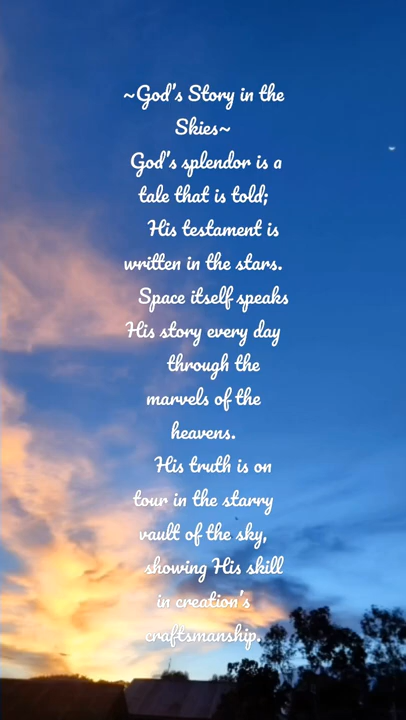 ~God's Story in the
Skies~
God's splendor is a
tale that is told;
His testament is
written in the stars.
Space itself speaks
His story every day
through the
marvels of the
heavens.
His truth is on
tour in the starry
vault of the sky,
showing His skill
in creation's
craftsmanship.